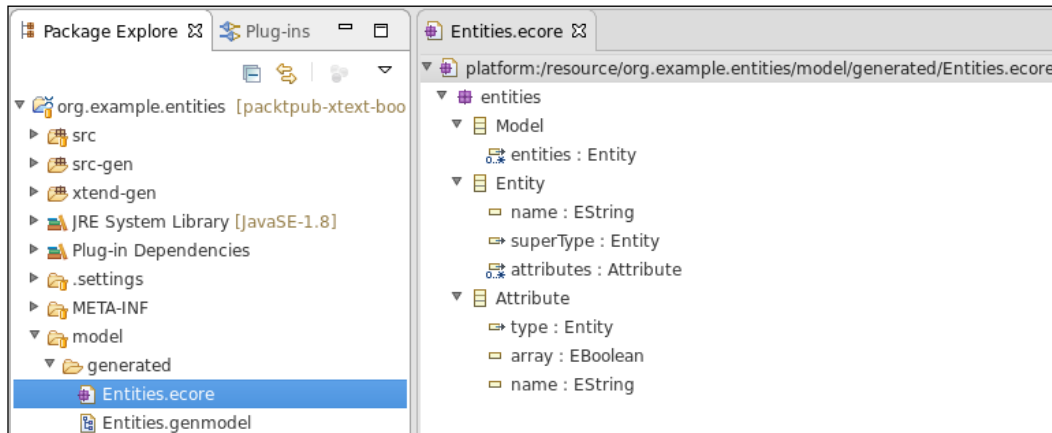 Package Explore
Plug-ins
org.example.entities [packtpub-xtext-boo
src
src-gen
xtend-gen
JRE System Library [JavaSE-1.8]
Plug-in Dependencies
.settings
META-INF
model
generated
Entities.ecore
Entities.genmodel
Entities.ecore
platform:/resource/org.example.entities/model/generated/Entities.ecore
entities
Model
0..* entities : Entity
Entity
name : EString
superType : Entity
0..* attributes : Attribute
Attribute
type : Entity
array : EBoolean
name : EString